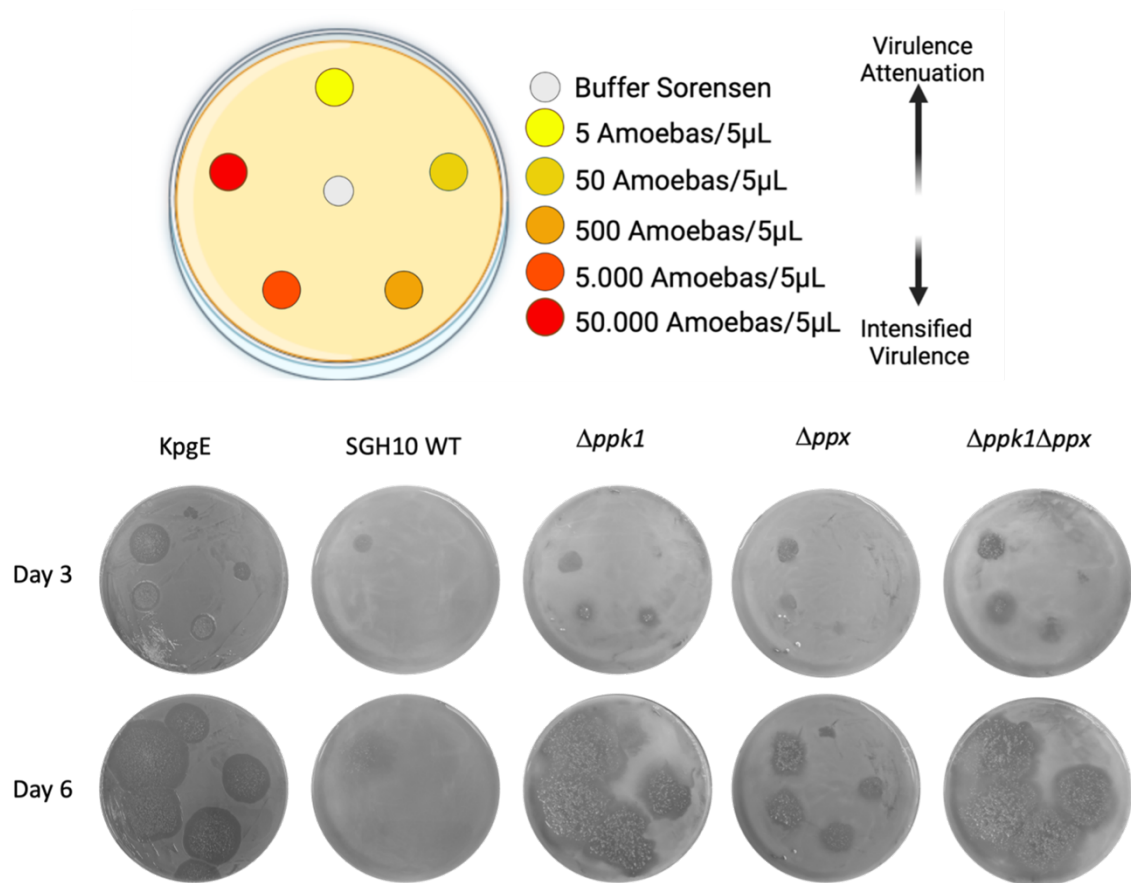 Virulence
Attenuation
Buffer Sorensen
5 Amoebas/5µL
50 Amoebas/5µL
500 Amoebas/5µL
5.000 Amoebas/5µL
50.000 Amoebas/5µL
Intensified
Virulence
KpgE
SGH10 WT
Δppk1
Δppx
Δppk1Δppx
Day 3
Day 6